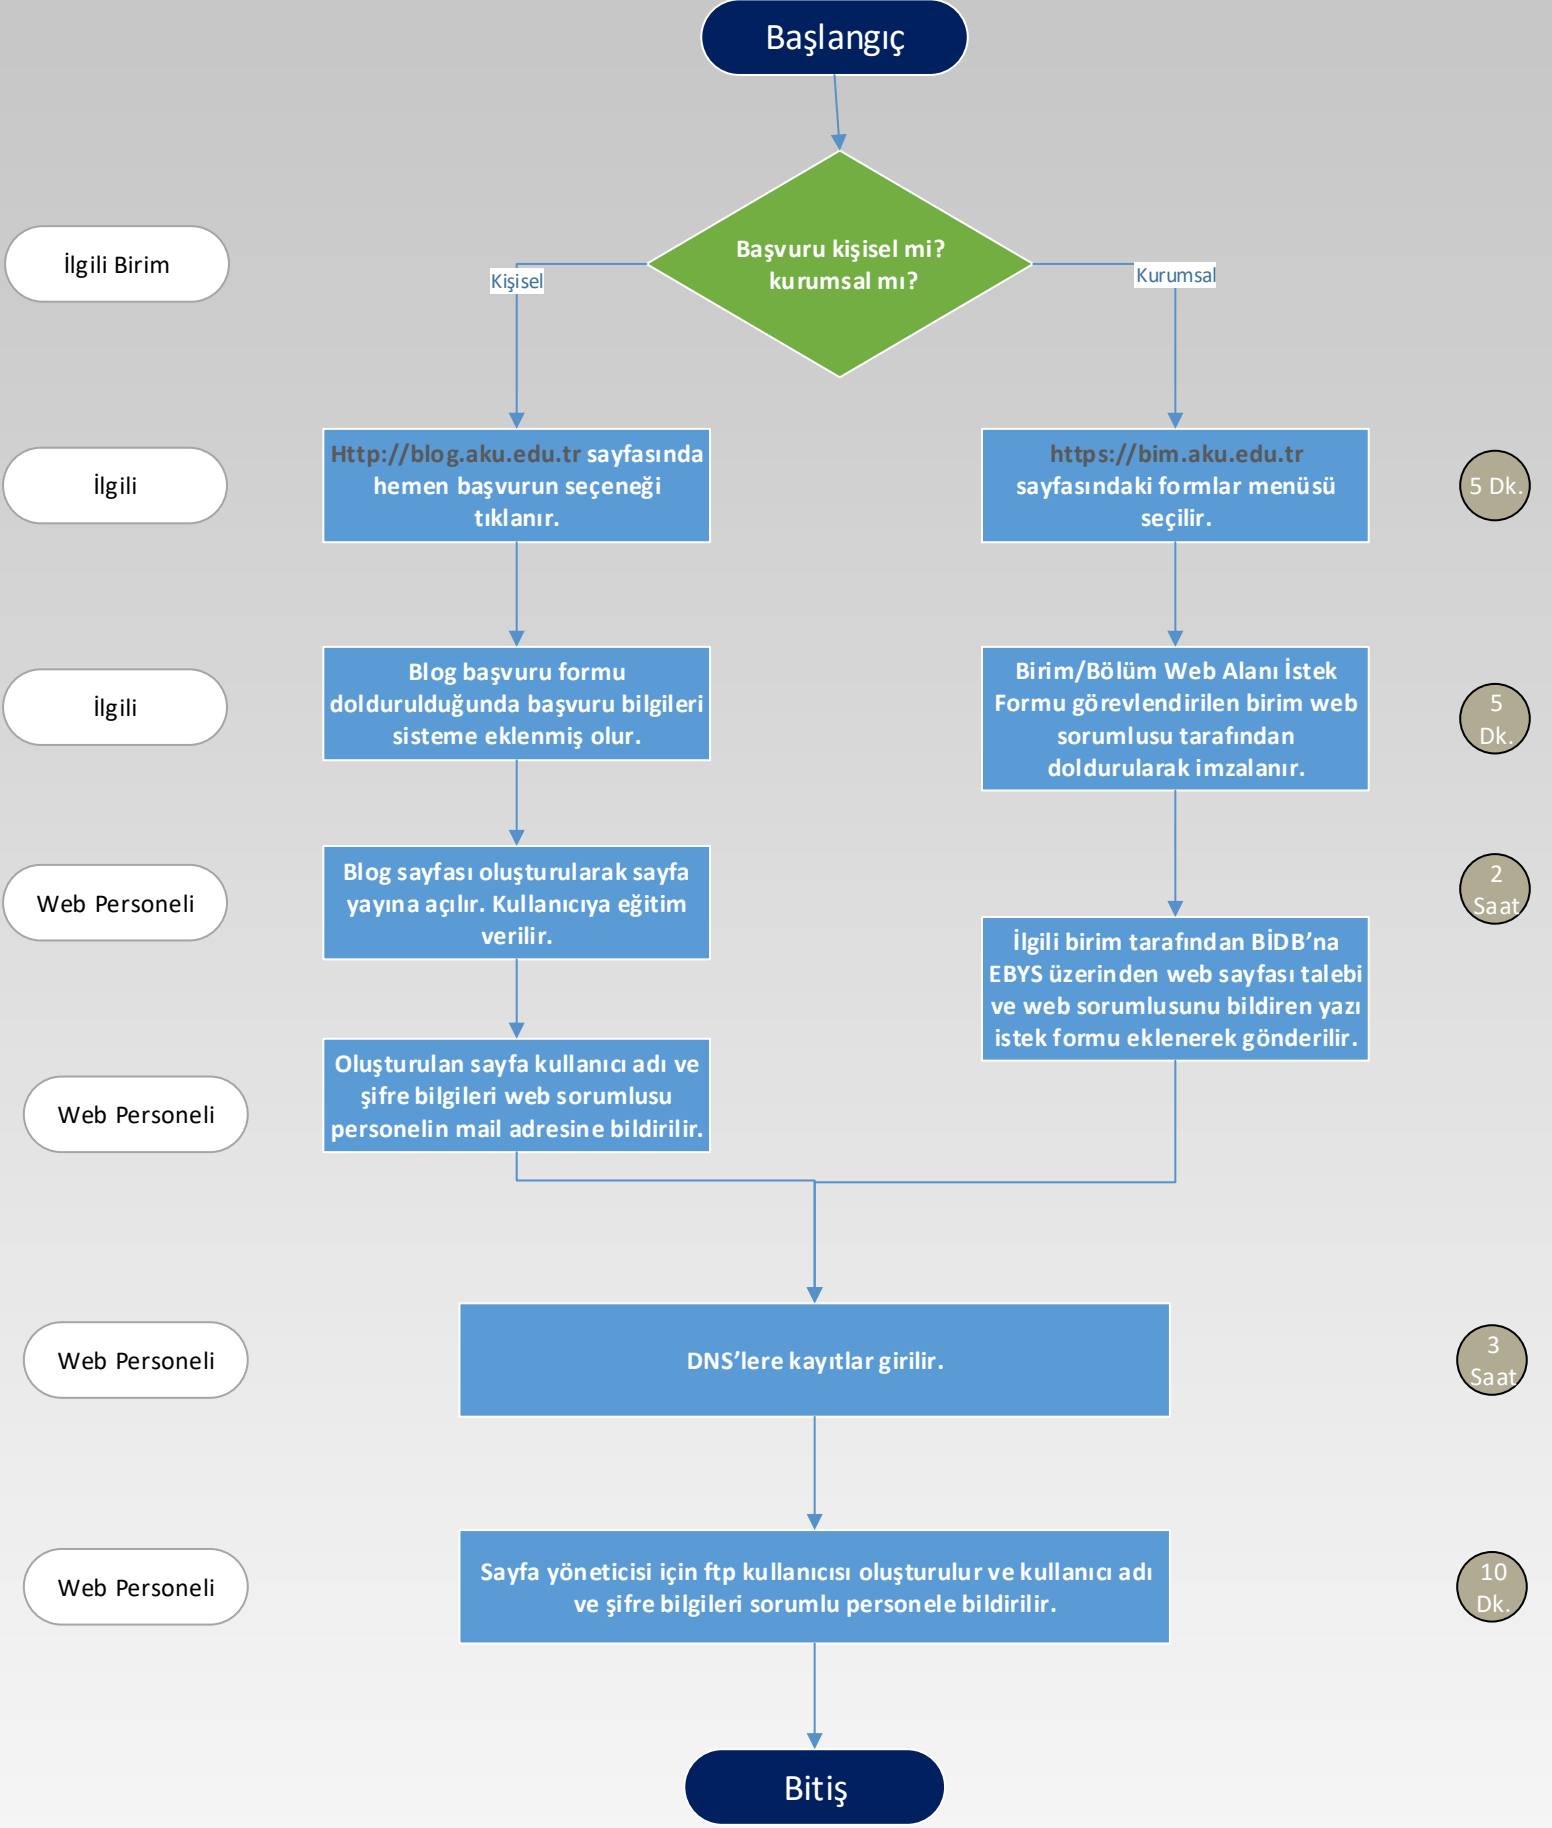 Başlangıç
İlgili Birim
Başvuru kişisel mi?
kurumsal mı?
Kişisel
Kurumsal
İlgili
Http://blog.aku.edu.tr sayfasında
hemen başvurun seçeneği
tıklanır.
https://bim.aku.edu.tr
sayfasındaki formlar menüsü
seçilir.
5 Dk.
İlgili
Blog başvuru formu
doldurulduğunda başvuru bilgileri
sisteme eklenmiş olur.
Birim/Bölüm Web Alanı İstek
Formu görevlendirilen birim web
sorumlusu tarafından
doldurularak imzalanır.
5
Dk.
Web Personeli
Blog sayfası oluşturularak sayfa
yayına açılır. Kullanıcıya eğitim
verilir.
2
Saat
İlgili birim tarafından BİDB’na
EBYS üzerinden web sayfası talebi
ve web sorumlusunu bildiren yazı
istek formu eklenerek gönderilir.
Web Personeli
Oluşturulan sayfa kullanıcı adı ve
şifre bilgileri web sorumlusu
personelin mail adresine bildirilir.
Web Personeli
DNS’lere kayıtlar girilir.
3
Saat
Web Personeli
Sayfa yöneticisi için ftp kullanıcısı oluşturulur ve kullanıcı adı
ve şifre bilgileri sorumlu personele bildirilir.
10
Dk.
Bitiş